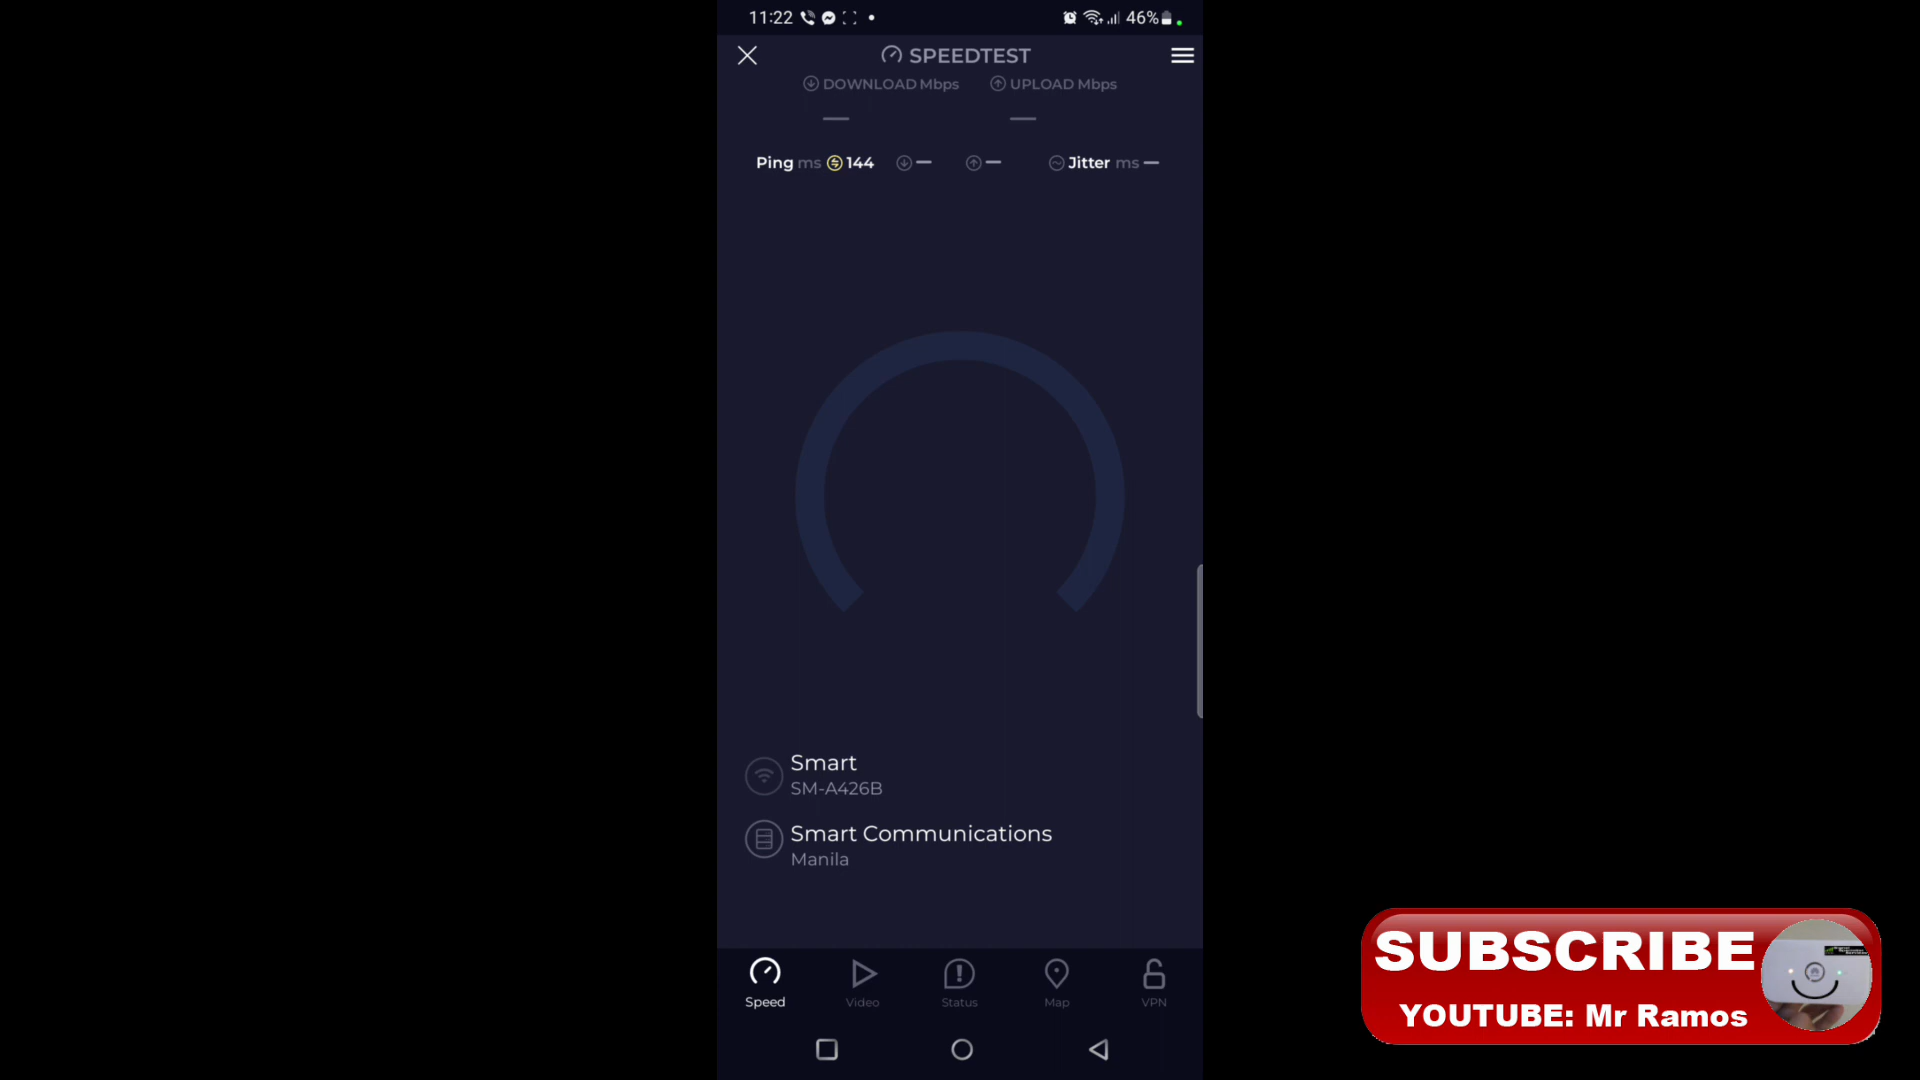 11:22 46%
SPEEDTEST
DOWNLOAD Mbps UPLOAD Mbps
— —
Ping ms 144 — — Jitter ms —
Smart
SM-A426B
Smart Communications
Manila
Speed Video Status Map VPN
SUBSCRIBE
YOUTUBE: Mr Ramos